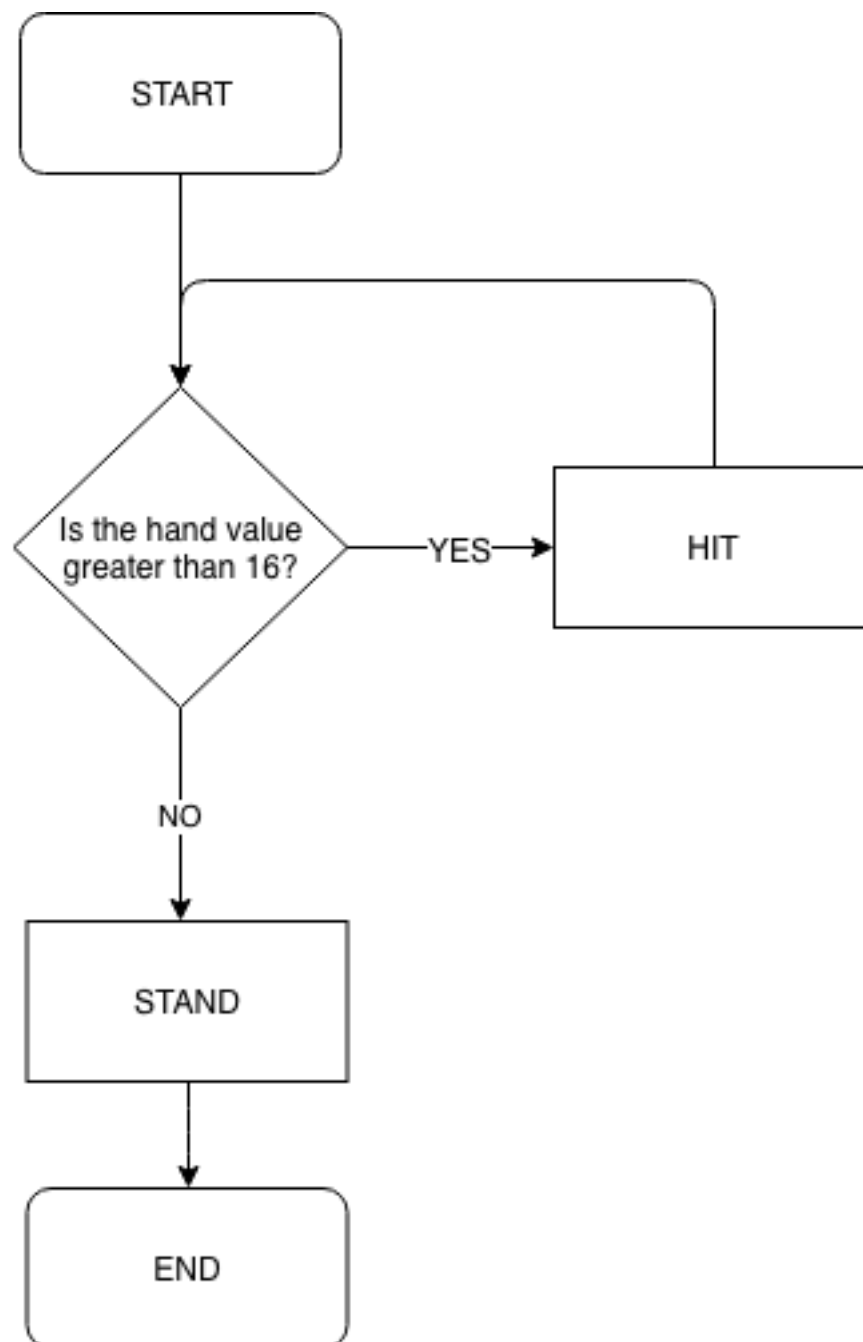 START
Is the hand value
greater than 16?
YES
HIT
NO
STAND
END